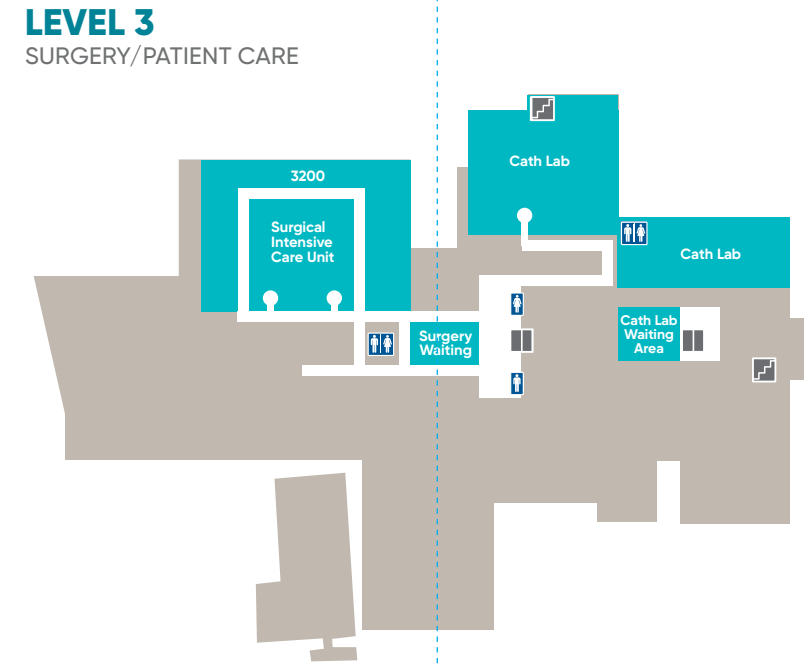 LEVEL 3
SURGERY/PATIENT CARE
Cath Lab
3200
Surgical
Intensive
Care Unit
Cath Lab
Surgery
Waiting
Cath Lab
Waiting
Area